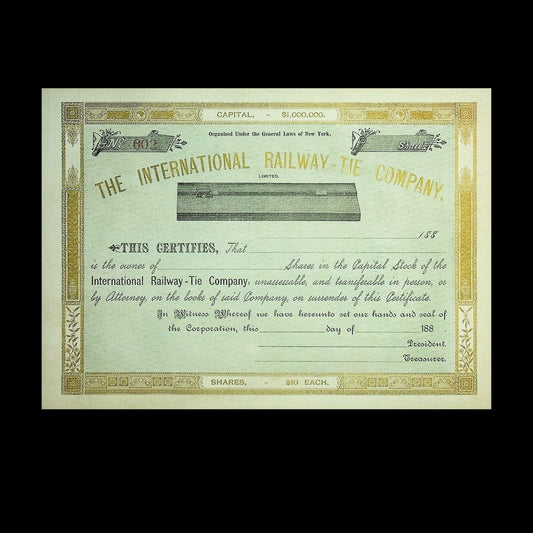 CAPITAL, - $1,000,000.
Organized Under the General Laws of New York.
No. 602
Shares
THE INTERNATIONAL RAILWAY-TIE COMPANY,
LIMITED.
188
THIS CERTIFIES, That
is the owner of Shares in the Capital Stock of the
International Railway-Tie Company, unassessable, and transferable in person, or
by Attorney, on the books of said Company, on surrender of this Certificate.
In Witness Whereof we have hereunto set our hands and seal of
the Corporation, this day of 188 .
President.
Treasurer.
SHARES, - $10 EACH.